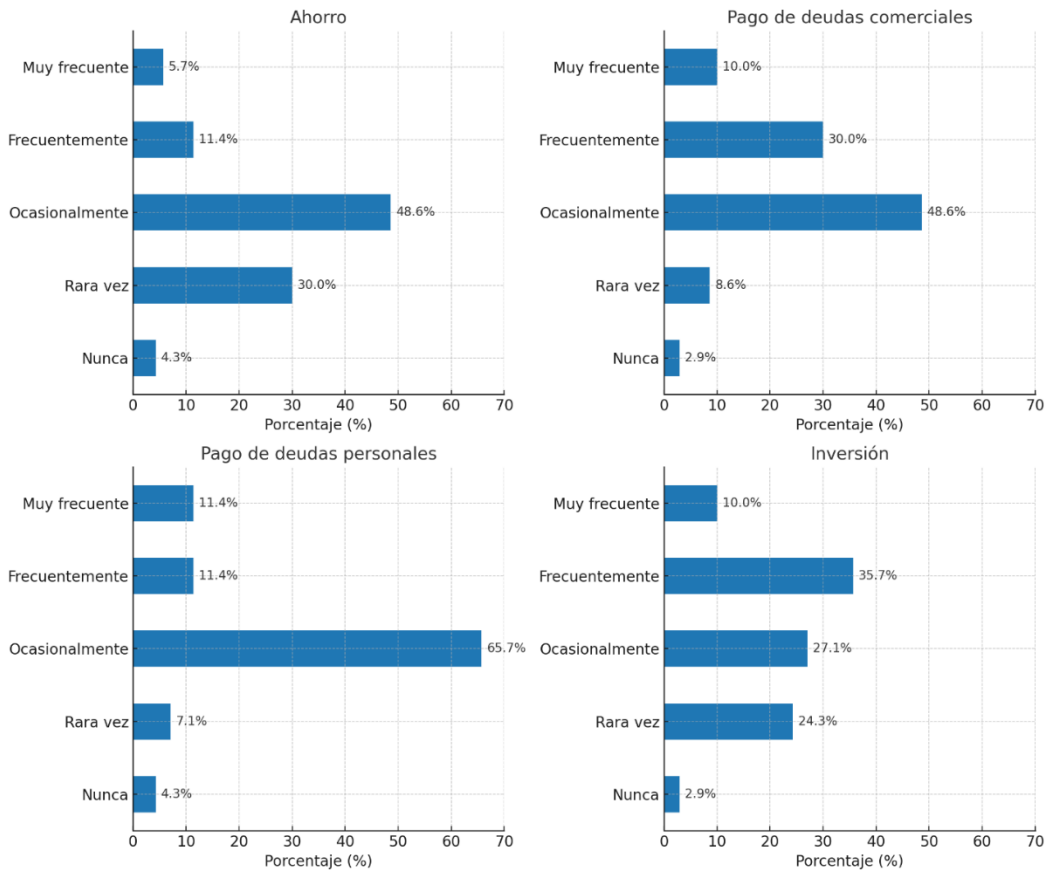 Ahorro
Muy frecuente
5.7%
Frecuentemente
11.4%
Ocasionalmente
48.6%
Rara vez
30.0%
Nunca
4.3%
0 10 20 30 40 50 60 70
Porcentaje (%)
Pago de deudas comerciales
Muy frecuente
10.0%
Frecuentemente
30.0%
Ocasionalmente
48.6%
Rara vez
8.6%
Nunca
2.9%
0 10 20 30 40 50 60 70
Porcentaje (%)
Pago de deudas personales
Muy frecuente
11.4%
Frecuentemente
11.4%
Ocasionalmente
65.7%
Rara vez
7.1%
Nunca
4.3%
0 10 20 30 40 50 60 70
Porcentaje (%)
Inversión
Muy frecuente
10.0%
Frecuentemente
35.7%
Ocasionalmente
27.1%
Rara vez
24.3%
Nunca
2.9%
0 10 20 30 40 50 60 70
Porcentaje (%)